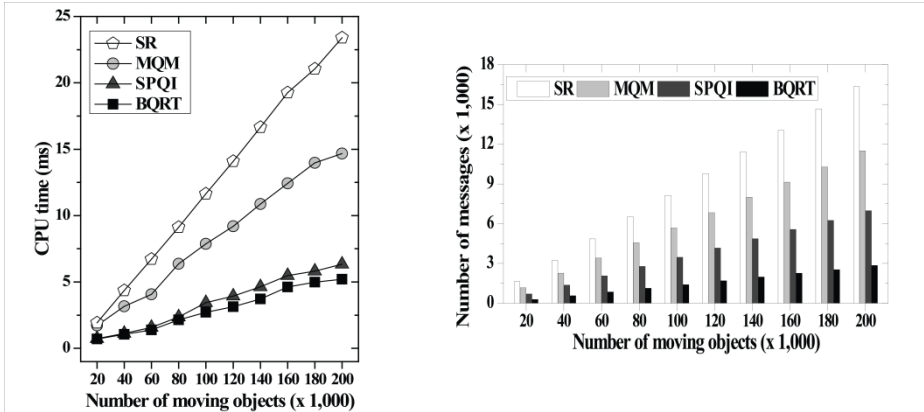 25
20
15
10
5
0
CPU time (ms)
SR
MQM
SPQI
BQRT
20 40 60 80 100 120 140 160 180 200
Number of moving objects (x 1,000)
18
15
12
9
6
3
0
Number of messages (x 1,000)
SR MQM SPQI BQRT
20 40 60 80 100 120 140 160 180 200
Number of moving objects (x 1,000)